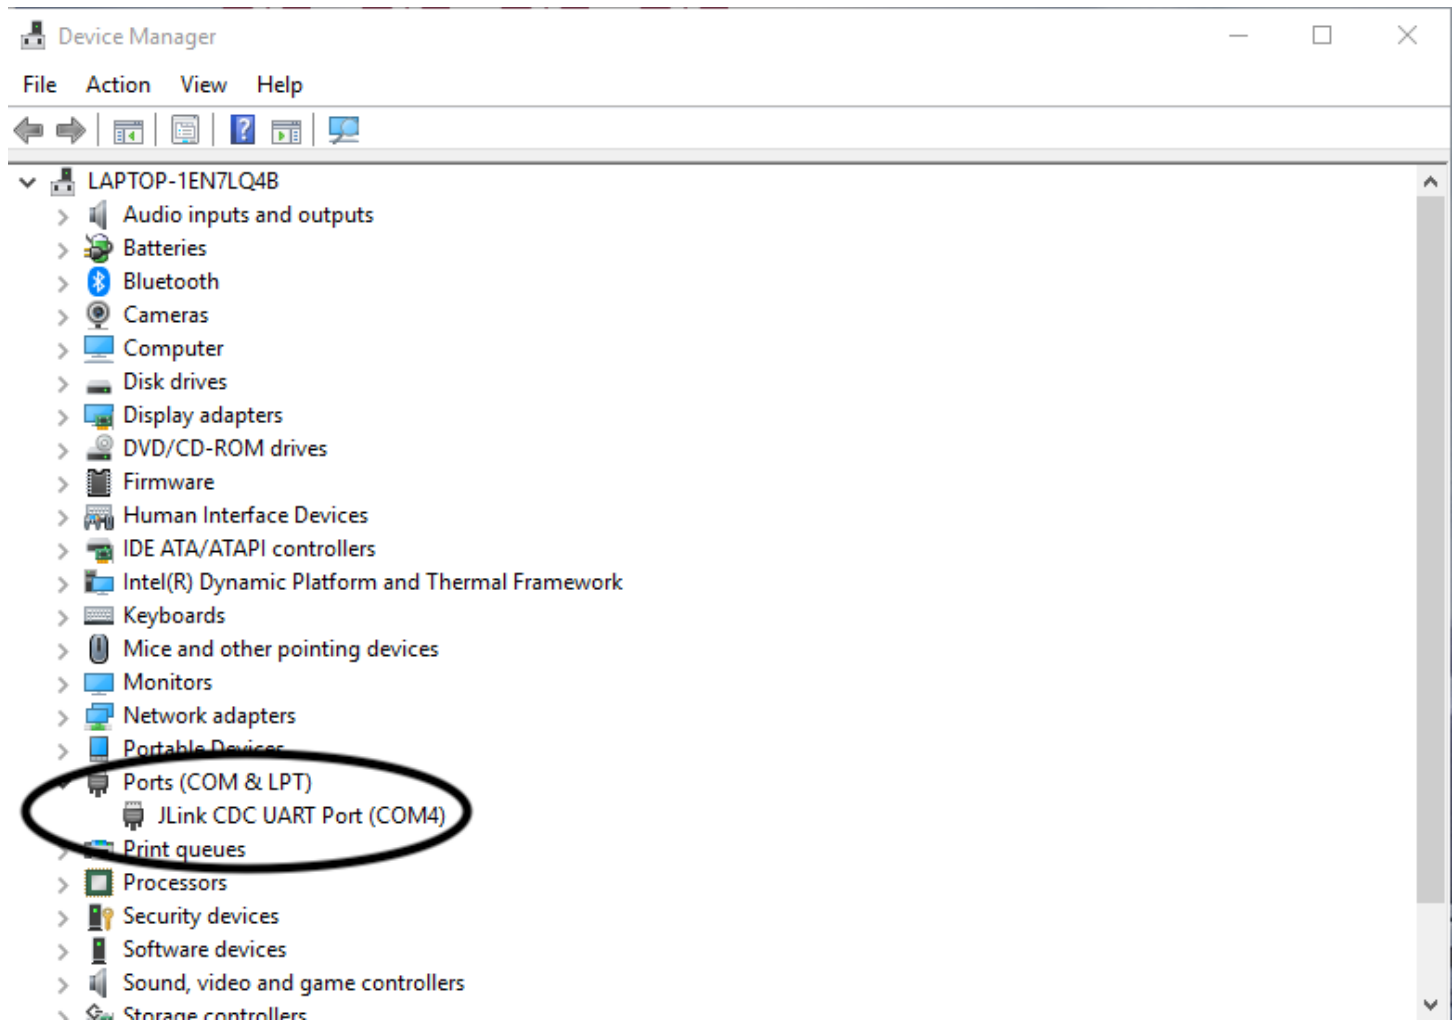 Device Manager
File Action View Help
LAPTOP-1EN7LQ4B
Audio inputs and outputs
Batteries
Bluetooth
Cameras
Computer
Disk drives
Display adapters
DVD/CD-ROM drives
Firmware
Human Interface Devices
IDE ATA/ATAPI controllers
Intel(R) Dynamic Platform and Thermal Framework
Keyboards
Mice and other pointing devices
Monitors
Network adapters
Portable Devices
Ports (COM & LPT)
JLink CDC UART Port (COM4)
Print queues
Processors
Security devices
Software devices
Sound, video and game controllers
Storage controllers